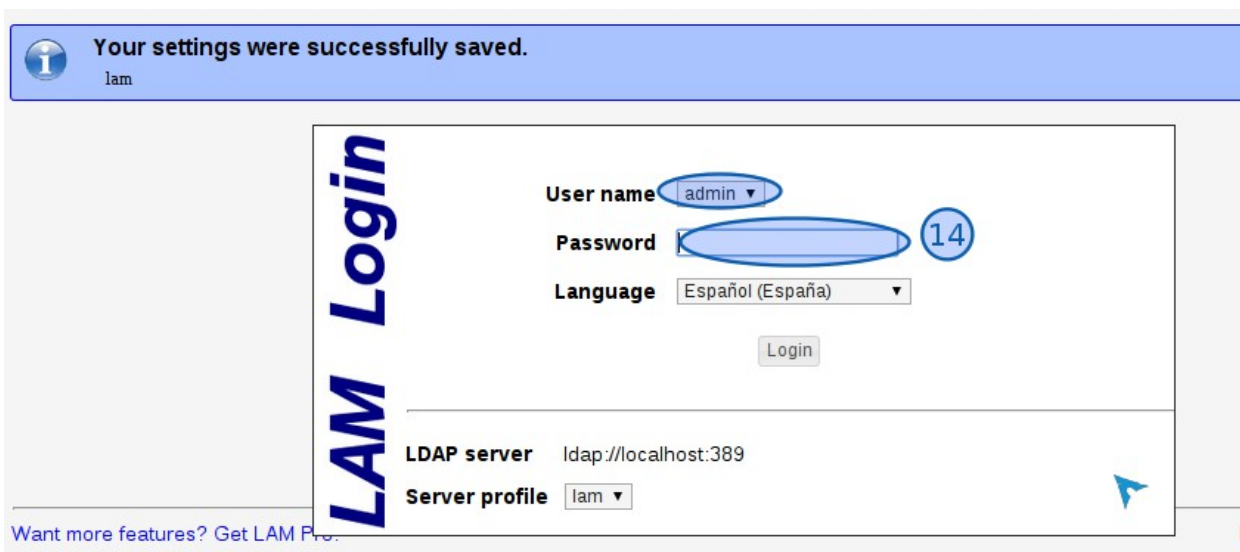 Your settings were successfully saved.
lam
LAM Login
User name admin
Password
14
Language Español (España)
Login
LDAP server ldap://localhost:389
Server profile lam
Want more features? Get LAM Pro!